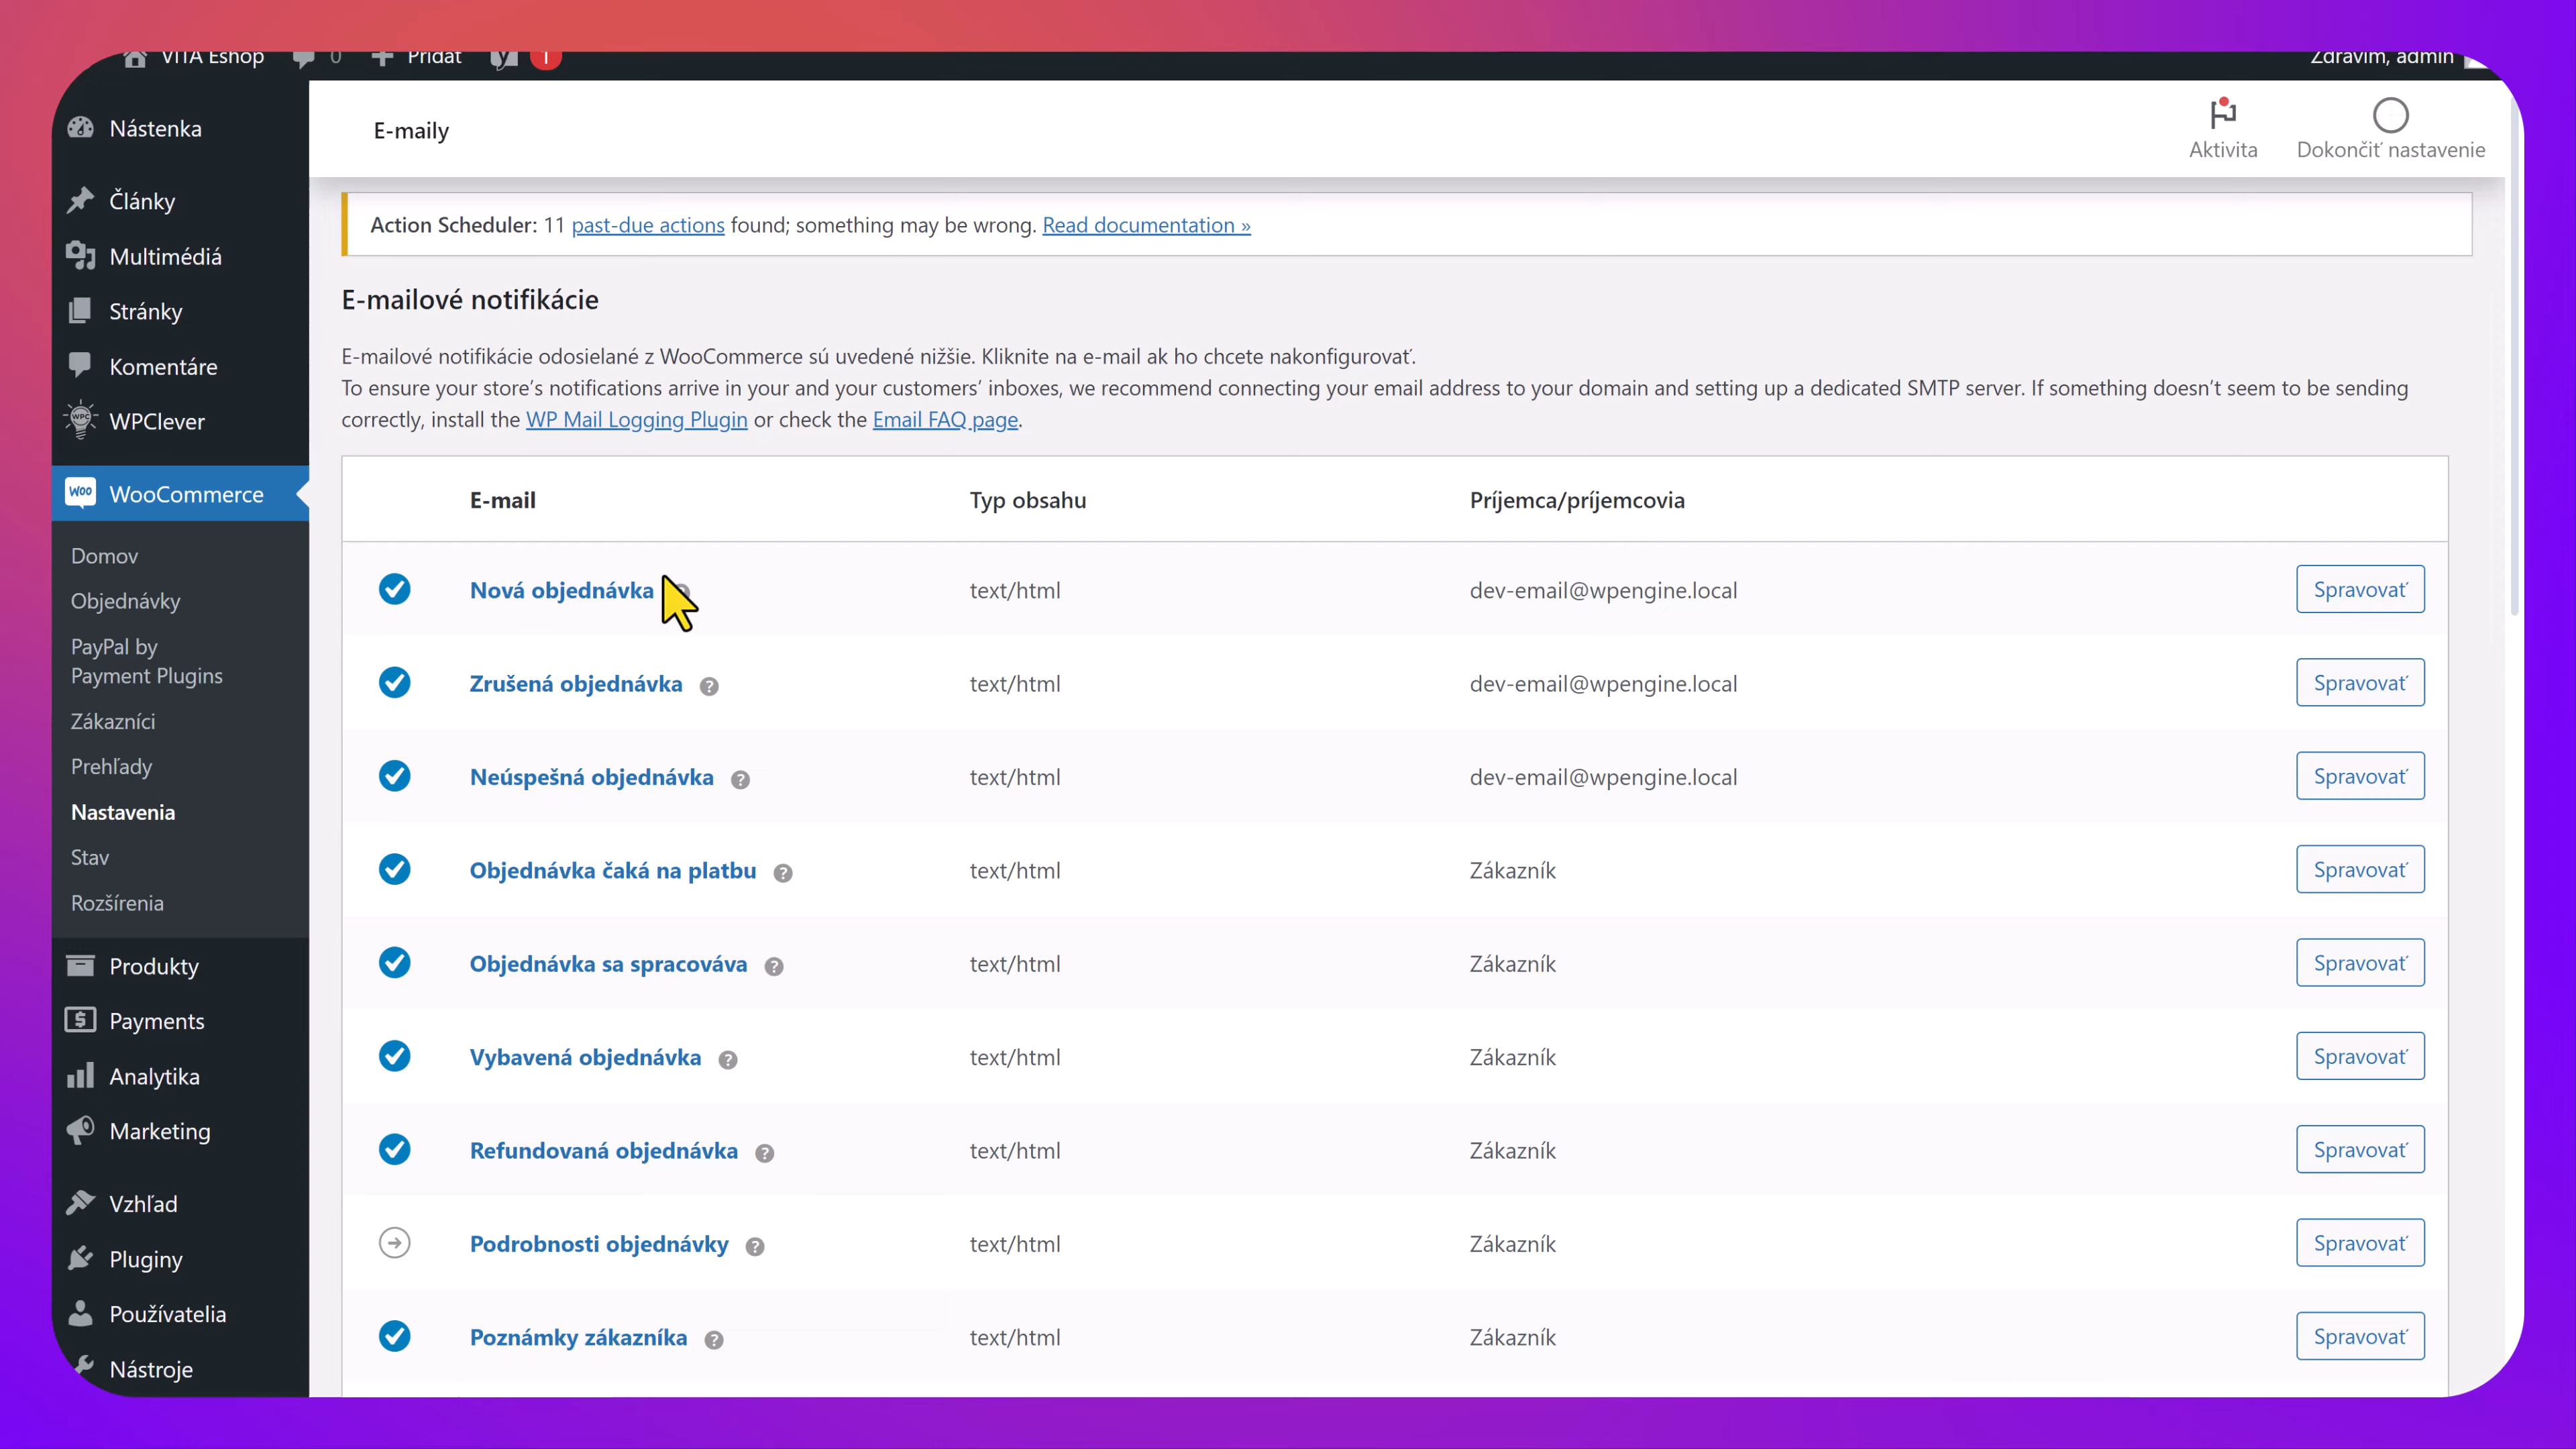 VITA Eshop 0 Pridať 1 Zdravím, admin
Nástenka
Články
Multimédiá
Stránky
Komentáre
WPC
WPClever
Woo WooCommerce
Domov
Objednávky
PayPal by
Payment Plugins
Zákazníci
Prehľady
Nastavenia
Stav
Rozšírenia
Produkty
Payments
Analytika
Marketing
Vzhľad
Pluginy
Používatelia
Nástroje
E-maily
Aktivita
Dokončiť nastavenie
Action Scheduler: 11 past-due actions found; something may be wrong. Read documentation »
E-mailové notifikácie
E-mailové notifikácie odosielané z WooCommerce sú uvedené nižšie. Kliknite na e-mail ak ho chcete nakonfigurovať.
To ensure your store's notifications arrive in your and your customers' inboxes, we recommend connecting your email address to your domain and setting up a dedicated SMTP server. If something doesn't seem to be sending
correctly, install the WP Mail Logging Plugin or check the Email FAQ page.
E-mail Typ obsahu Príjemca/príjemcovia
Nová objednávka text/html dev-email@wpengine.local Spravovať
Zrušená objednávka ? text/html dev-email@wpengine.local Spravovať
Neúspešná objednávka ? text/html dev-email@wpengine.local Spravovať
Objednávka čaká na platbu ? text/html Zákazník Spravovať
Objednávka sa spracováva ? text/html Zákazník Spravovať
Vybavená objednávka ? text/html Zákazník Spravovať
Refundovaná objednávka ? text/html Zákazník Spravovať
Podrobnosti objednávky ? text/html Zákazník Spravovať
Poznámky zákazníka ? text/html Zákazník Spravovať